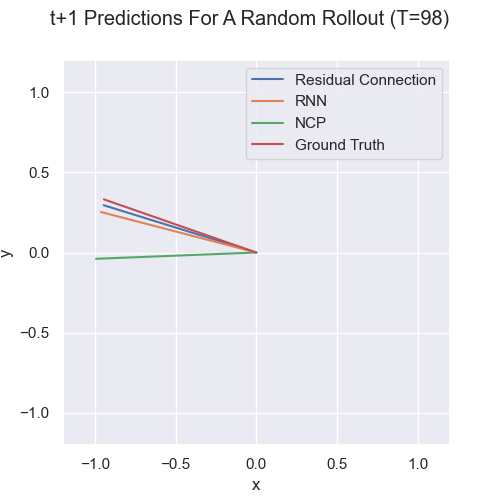 t+1 Predictions For A Random Rollout (T=98)
Residual Connection
RNN
NCP
Ground Truth
1.0
0.5
0.0
−0.5
−1.0
y
−1.0 −0.5 0.0 0.5 1.0
x